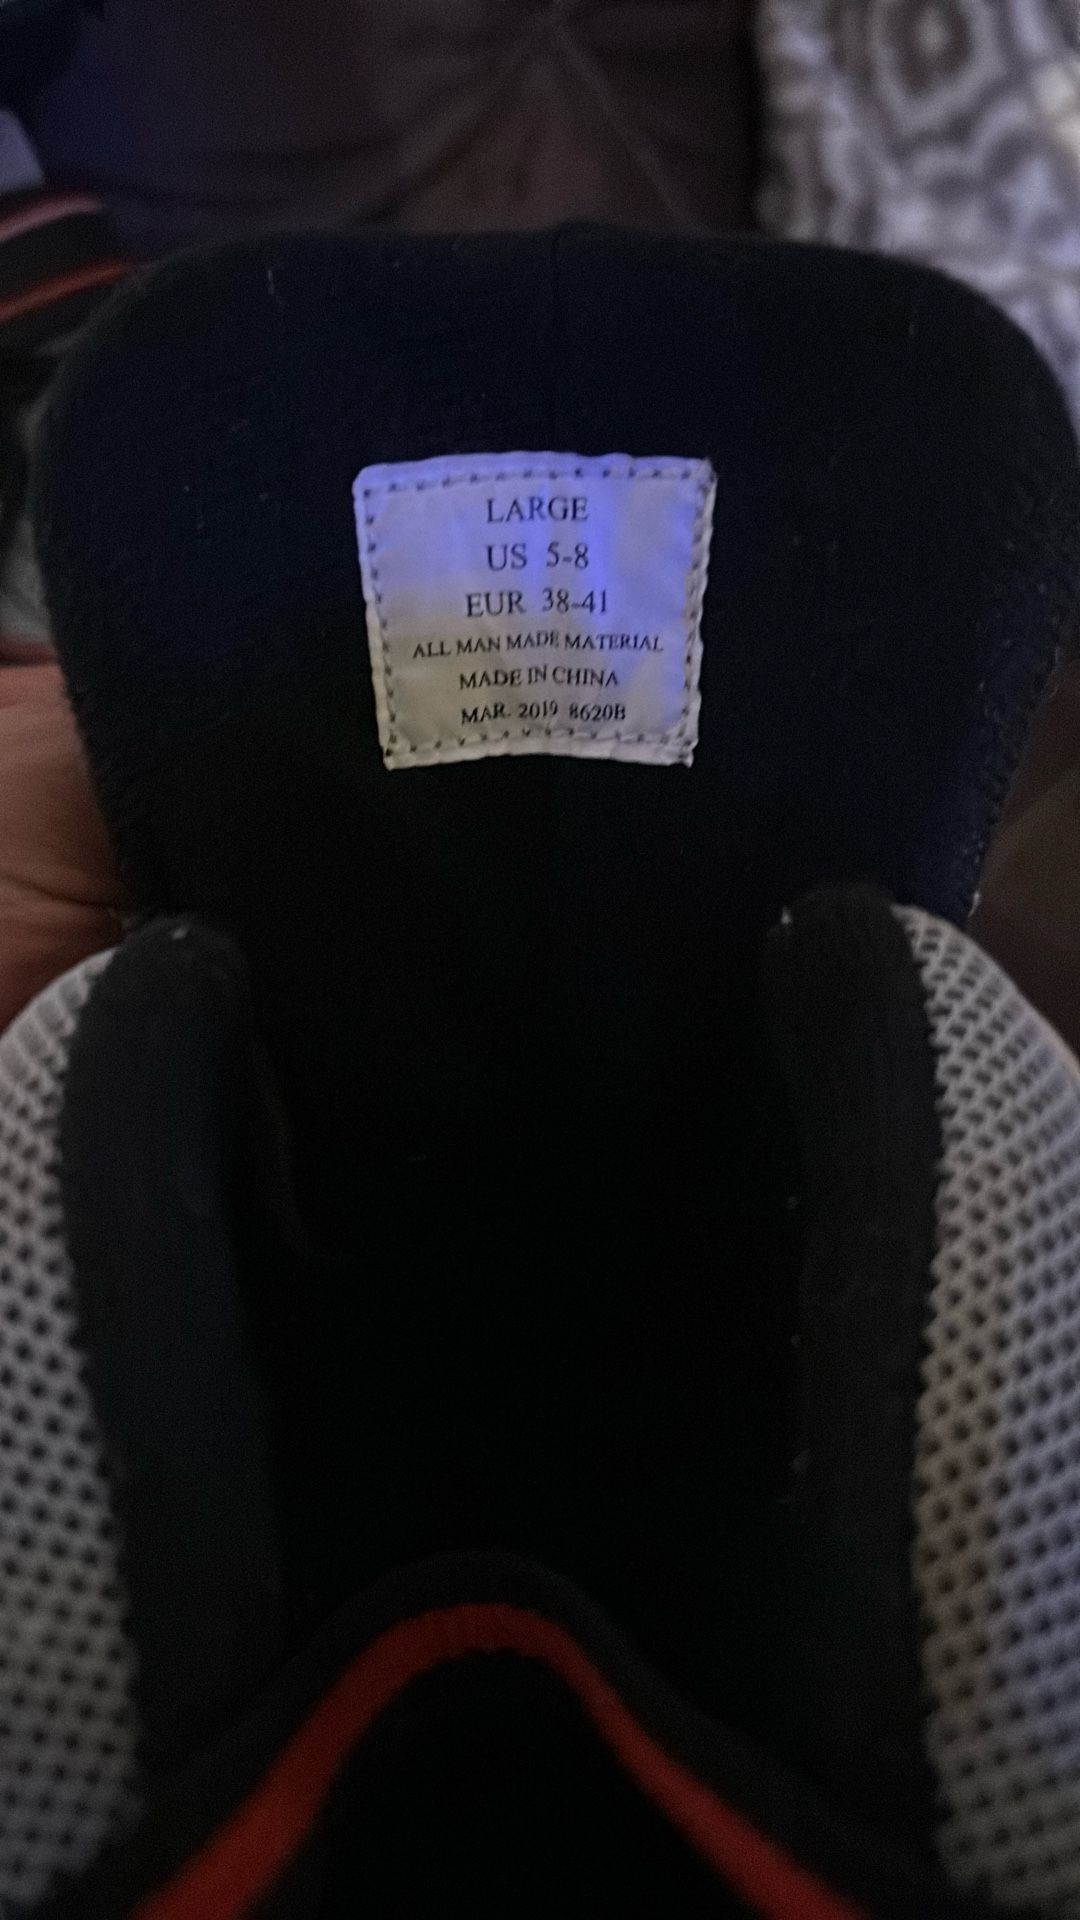 LARGE
US 5-8
EUR 38-41
ALL MAN MADE MATERIAL
MADE IN CHINA
MAR. 2019 8620B